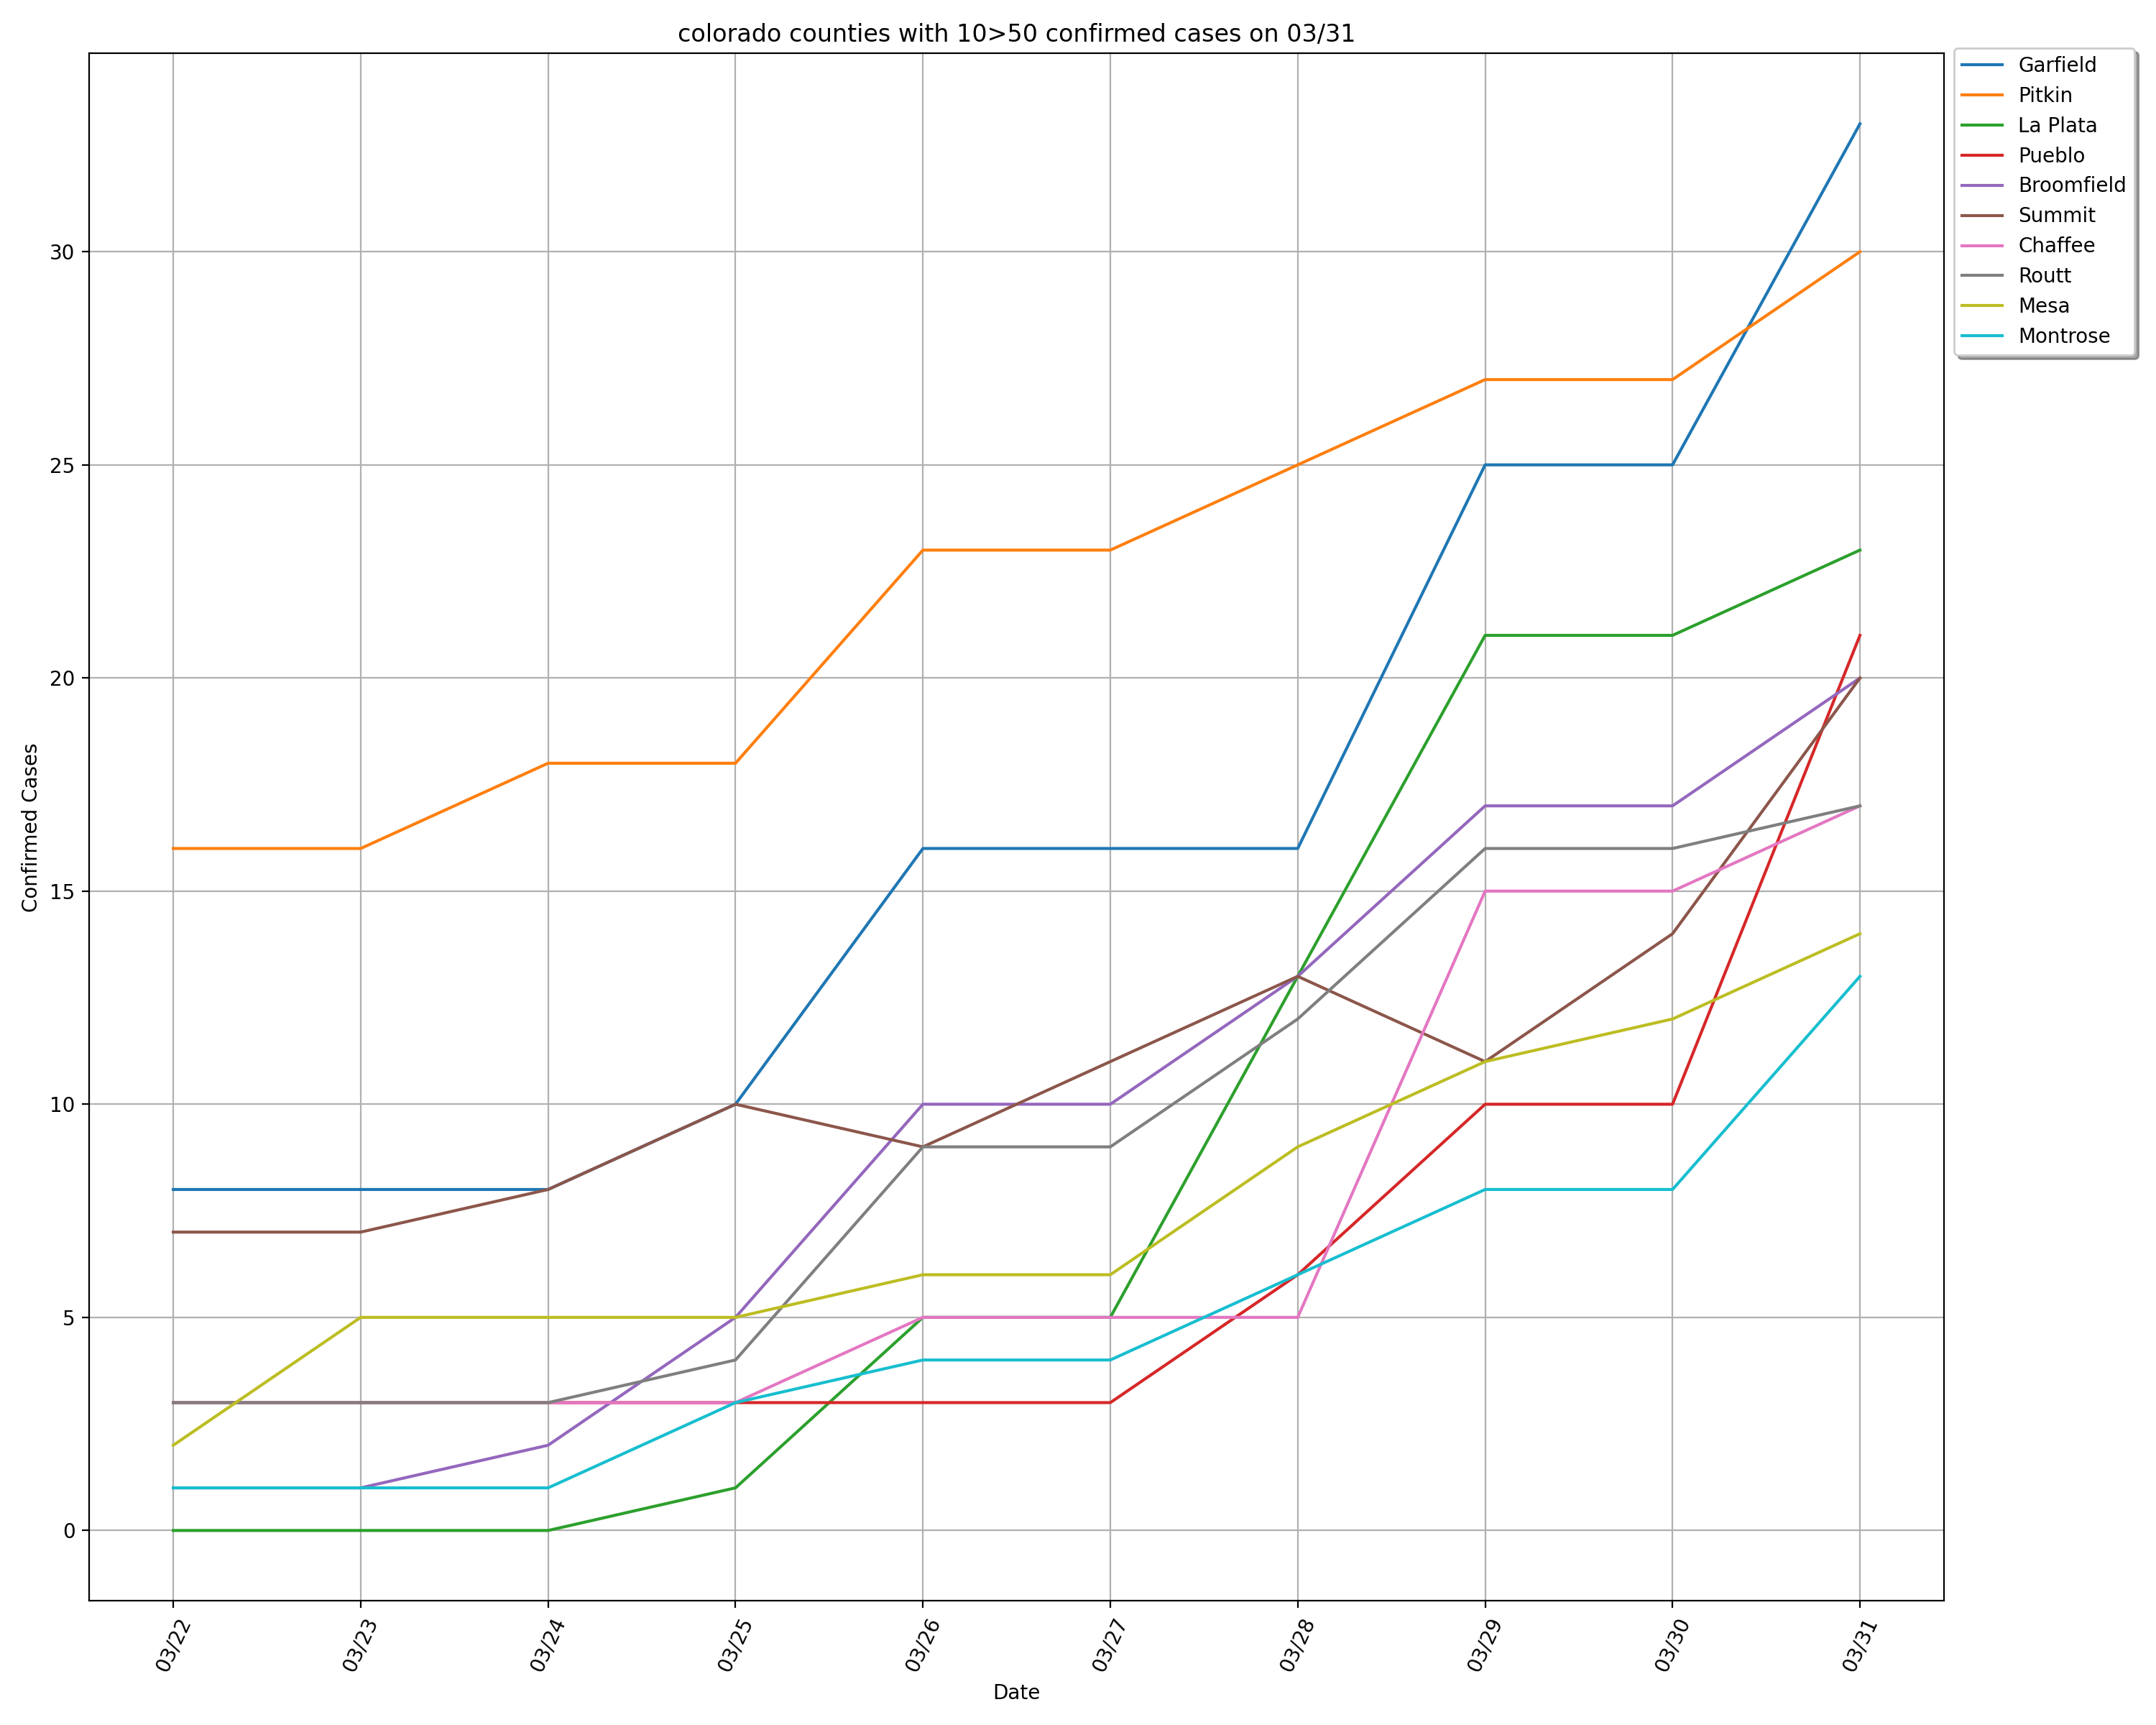 colorado counties with 10>50 confirmed cases on 03/31
Garfield
Pitkin
La Plata
Pueblo
Broomfield
Summit
Chaffee
Routt
Mesa
Montrose
Confirmed Cases
30
25
20
15
10
5
0
03/22
03/23
03/24
03/25
03/26
03/27
03/28
03/29
03/30
03/31
Date